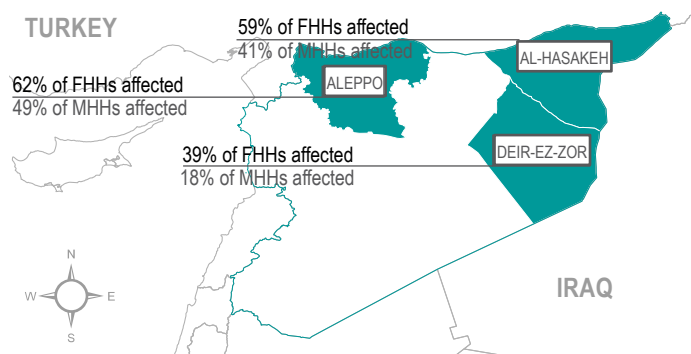 TURKEY
59% of FHHs affected
41% of MHHs affected
AL-HASAKEH
62% of FHHs affected
49% of MHHs affected
ALEPPO
39% of FHHs affected
18% of MHHs affected
DEIR-EZ-ZOR
N
W
E
S
IRAQ